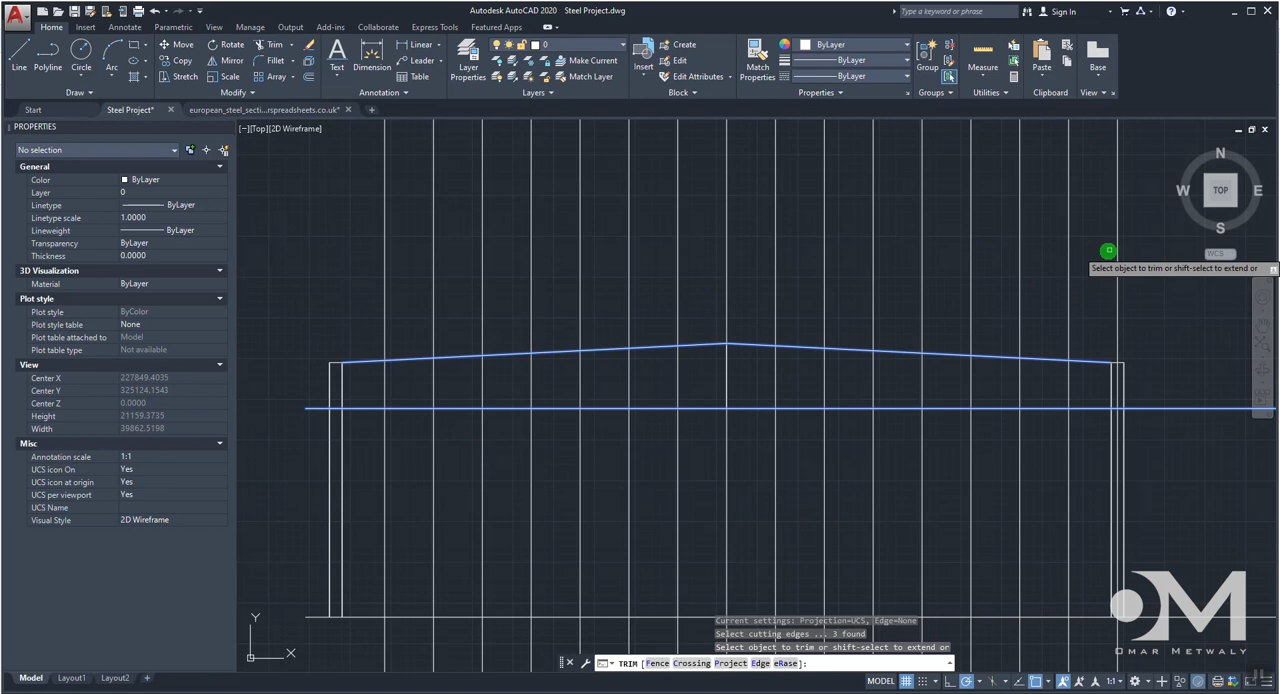 Autodesk AutoCAD 2020 Steel Project.dwg
Type a keyword or phrase
Sign In
Home Insert Annotate Parametric View Manage Output Add-ins Collaborate Express Tools Featured Apps
Line Polyline Circle Arc
Move Rotate Trim
Copy Mirror Fillet
Stretch Scale Array
Text Dimension
Linear
Leader
Table
Layer Properties
0
Make Current
Match Layer
Insert
Create
Edit
Edit Attributes
Match Properties
ByLayer
ByLayer
ByLayer
Group
Measure
Paste
Base
Draw Modify Annotation Layers Block Properties Groups Utilities Clipboard View
Start Steel Project* european_steel_secti...rspreadsheets.co.uk*
PROPERTIES
[−][Top][2D Wireframe]
No selection
General
Color ByLayer
Layer 0
Linetype ByLayer
Linetype scale 1.0000
Lineweight ByLayer
Transparency ByLayer
Thickness 0.0000
3D Visualization
Material ByLayer
Plot style
Plot style ByColor
Plot style table None
Plot table attached to Model
Plot table type Not available
View
Center X 227849.4035
Center Y 325124.1543
Center Z 0.0000
Height 21159.3735
Width 39862.5198
Misc
Annotation scale 1:1
UCS icon On Yes
UCS icon at origin Yes
UCS per viewport Yes
UCS Name
Visual Style 2D Wireframe
N
W TOP E
S
WCS
Select object to trim or shift-select to extend or
Y
X
Current settings: Projection=UCS, Edge=None
Select cutting edges ... 3 found
Select object to trim or shift-select to extend or
TRIM [Fence Crossing Project Edge eRase]:
OM
OMAR METWALY
Model Layout1 Layout2 +
MODEL 1:1